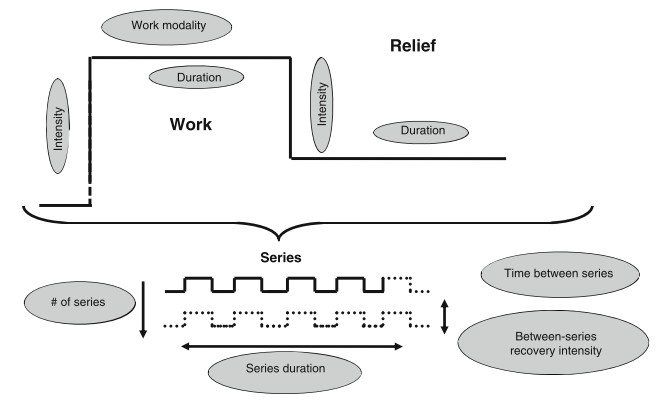 Work modality
Relief
Duration
Intensity
Intensity
Work
Duration
Series
Time between series
# of series
Between-series
recovery intensity
Series duration